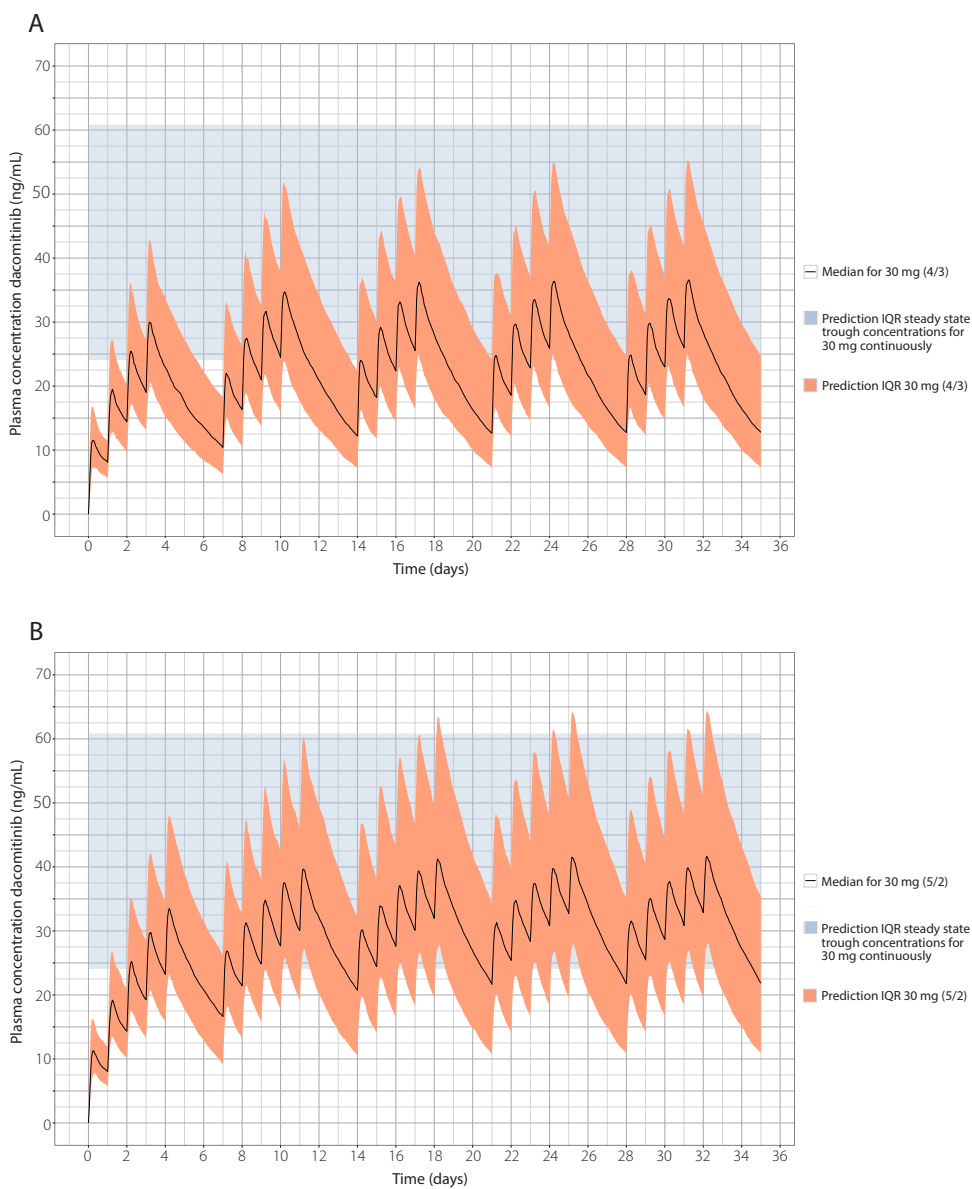 A
Plasma concentration dacomitinib (ng/mL)
70
60
50
40
30
20
10
0
0 2 4 6 8 10 12 14 16 18 20 22 24 26 28 30 32 34 36
Time (days)
Median for 30 mg (4/3)
Prediction IQR steady state
trough concentrations for
30 mg continuously
Prediction IQR 30 mg (4/3)
B
Plasma concentration dacomitinib (ng/mL)
70
60
50
40
30
20
10
0
0 2 4 6 8 10 12 14 16 18 20 22 24 26 28 30 32 34 36
Time (days)
Median for 30 mg (5/2)
Prediction IQR steady state
trough concentrations for
30 mg continuously
Prediction IQR 30 mg (5/2)